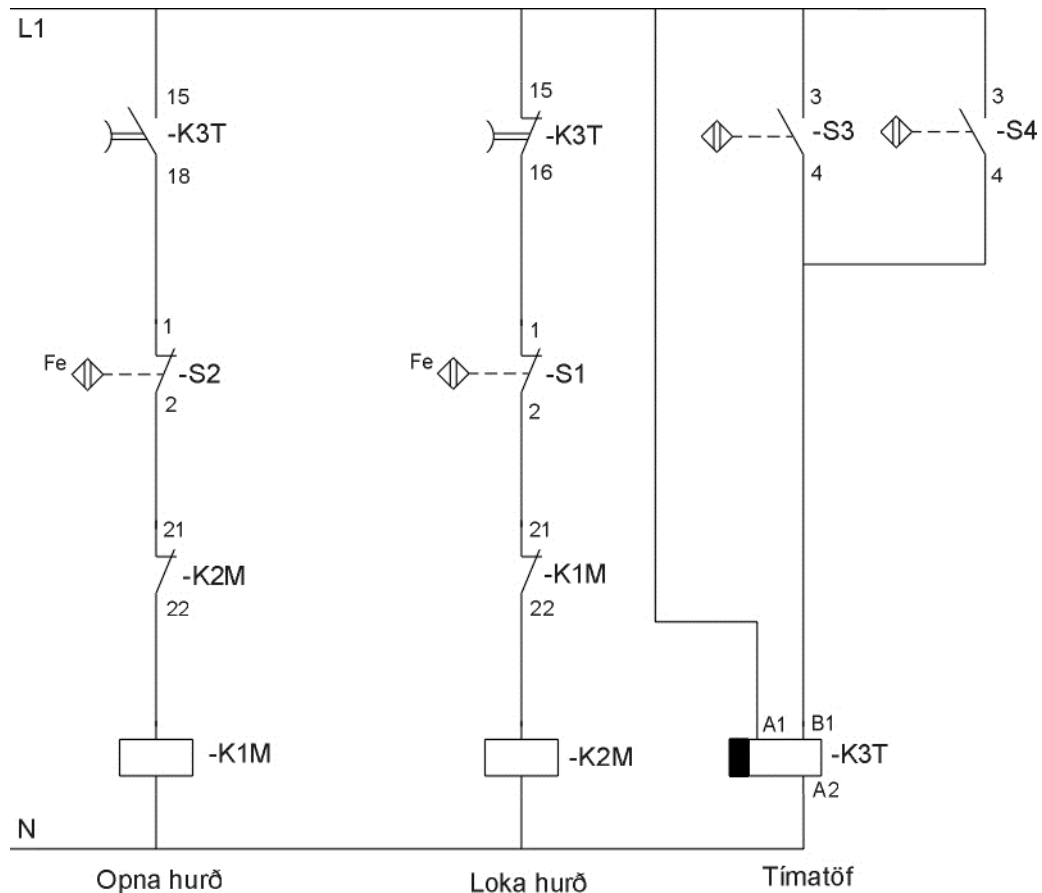 L1
15
-K3T
18
15
-K3T
16
3
-S3
4
3
-S4
4
1
Fe
-S2
2
1
Fe
-S1
2
21
-K2M
22
21
-K1M
22
-K1M
-K2M
A1
B1
-K3T
A2
N
Opna hurð
Loka hurð
Tímatöf